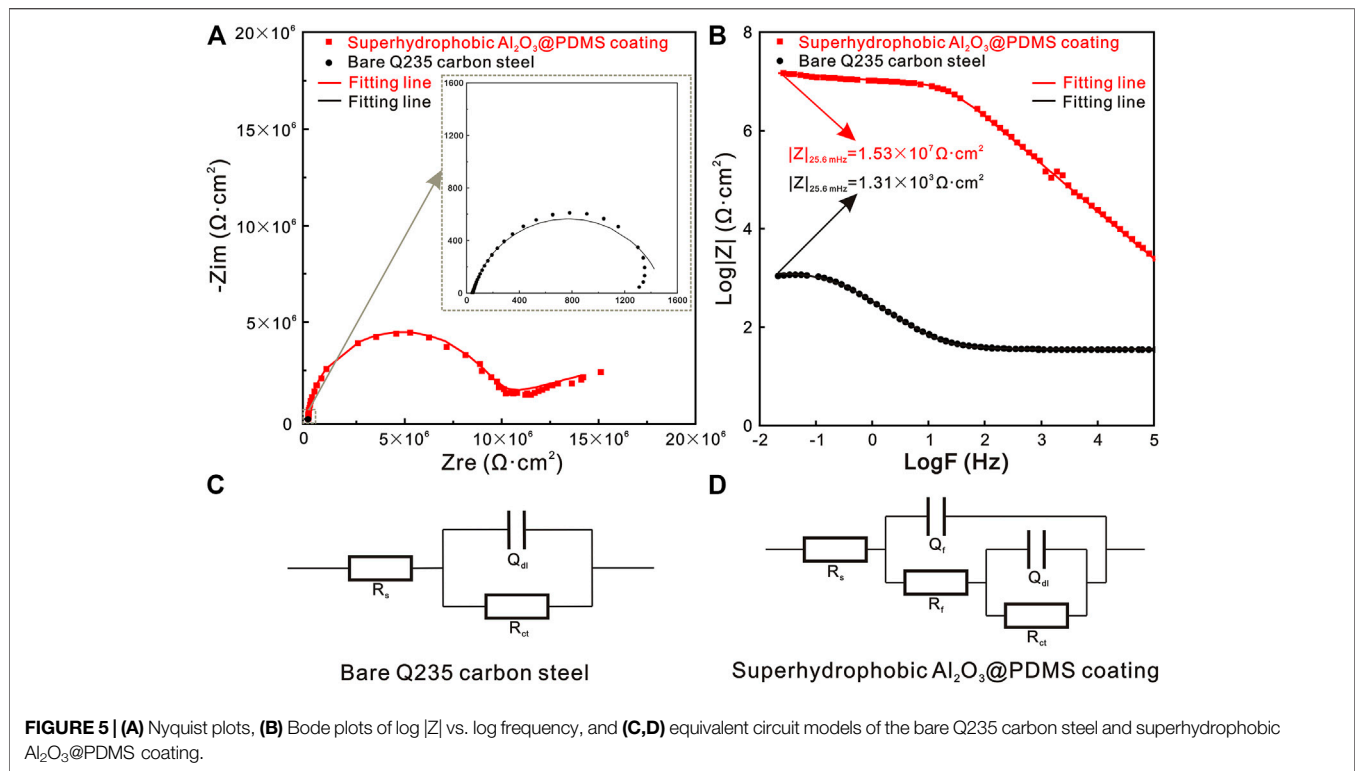 A
20×10⁶
15×10⁶
10×10⁶
5×10⁶
0
-Zim (Ω·cm²)
Superhydrophobic Al₂O₃@PDMS coating
Bare Q235 carbon steel
Fitting line
Fitting line
1600
1200
800
600
400
0
0 400 800 1200 1600
0 5×10⁶ 10×10⁶ 15×10⁶ 20×10⁶
Zre (Ω·cm²)
B
8
6
4
2
0
Log|Z| (Ω·cm²)
Superhydrophobic Al₂O₃@PDMS coating
Bare Q235 carbon steel
Fitting line
Fitting line
|Z|25.6 mHz=1.53×10⁷Ω·cm²
|Z|25.6 mHz=1.31×10³Ω·cm²
-2 -1 0 1 2 3 4 5
LogF (Hz)
C
Rs
Qdl
Rct
Bare Q235 carbon steel
D
Rs
Qf
Rf
Qdl
Rct
Superhydrophobic Al₂O₃@PDMS coating
FIGURE 5 | (A) Nyquist plots, (B) Bode plots of log |Z| vs. log frequency, and (C,D) equivalent circuit models of the bare Q235 carbon steel and superhydrophobic
Al₂O₃@PDMS coating.